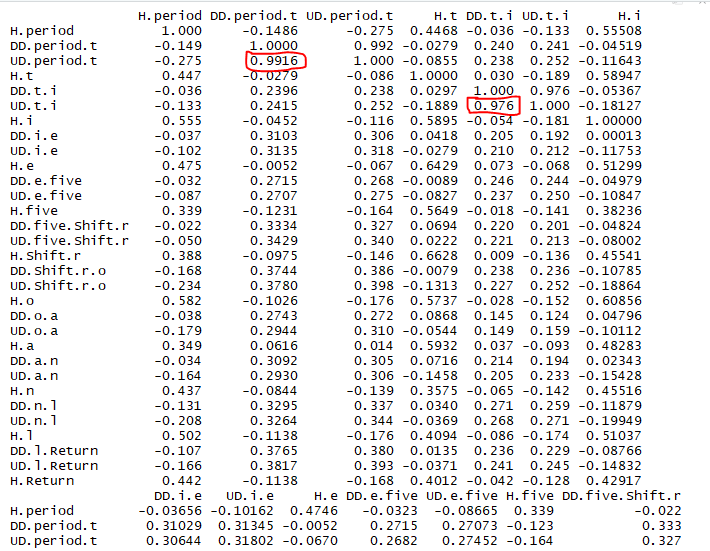 H.period DD.period.t UD.period.t H.t DD.t.i UD.t.i H.i
H.period 1.000 -0.1486 -0.275 0.4468 -0.036 -0.133 0.55508
DD.period.t -0.149 1.0000 0.992 -0.0279 0.240 0.241 -0.04519
UD.period.t -0.275 0.9916 1.000 -0.0855 0.238 0.252 -0.11643
H.t 0.447 -0.0279 -0.086 1.0000 0.030 -0.189 0.58947
DD.t.i -0.036 0.2396 0.238 0.0297 1.000 0.976 -0.05367
UD.t.i -0.133 0.2415 0.252 -0.1889 0.976 1.000 -0.18127
H.i 0.555 -0.0452 -0.116 0.5895 -0.054 -0.181 1.00000
DD.i.e -0.037 0.3103 0.306 0.0418 0.205 0.192 0.00013
UD.i.e -0.102 0.3135 0.318 -0.0279 0.210 0.212 -0.11753
H.e 0.475 -0.0052 -0.067 0.6429 0.073 -0.068 0.51299
DD.e.five -0.032 0.2715 0.268 -0.0089 0.246 0.244 -0.04979
UD.e.five -0.087 0.2707 0.275 -0.0827 0.237 0.250 -0.10847
H.five 0.339 -0.1231 -0.164 0.5649 -0.018 -0.141 0.38236
DD.five.Shift.r -0.022 0.3334 0.327 0.0694 0.220 0.201 -0.04824
UD.five.Shift.r -0.050 0.3429 0.340 0.0222 0.221 0.213 -0.08002
H.Shift.r 0.388 -0.0975 -0.146 0.6628 0.009 -0.136 0.45541
DD.Shift.r.o -0.168 0.3744 0.386 -0.0079 0.238 0.236 -0.10785
UD.Shift.r.o -0.234 0.3780 0.398 -0.1313 0.227 0.252 -0.18864
H.o 0.582 -0.1026 -0.176 0.5737 -0.028 -0.152 0.60856
DD.o.a -0.038 0.2743 0.272 0.0868 0.145 0.124 0.04796
UD.o.a -0.179 0.2944 0.310 -0.0544 0.149 0.159 -0.10112
H.a 0.349 0.0616 0.014 0.5932 0.037 -0.093 0.48283
DD.a.n -0.034 0.3092 0.305 0.0716 0.214 0.194 0.02343
UD.a.n -0.164 0.2930 0.306 -0.1458 0.205 0.233 -0.15428
H.n 0.437 -0.0844 -0.139 0.3575 -0.065 -0.142 0.45516
DD.n.l -0.131 0.3295 0.337 0.0340 0.271 0.259 -0.11879
UD.n.l -0.208 0.3264 0.344 -0.0369 0.268 0.271 -0.19949
H.l 0.502 -0.1138 -0.176 0.4094 -0.086 -0.174 0.51037
DD.l.Return -0.107 0.3765 0.380 0.0135 0.236 0.229 -0.08766
UD.l.Return -0.166 0.3817 0.393 -0.0371 0.241 0.245 -0.14832
H.Return 0.442 -0.1138 -0.168 0.4012 -0.042 -0.128 0.42917
DD.i.e UD.i.e H.e DD.e.five UD.e.five H.five DD.five.Shift.r
H.period -0.03656 -0.10162 0.4746 -0.0323 -0.08665 0.339 -0.022
DD.period.t 0.31029 0.31345 -0.0052 0.2715 0.27073 -0.123 0.333
UD.period.t 0.30644 0.31802 -0.0670 0.2682 0.27452 -0.164 0.327